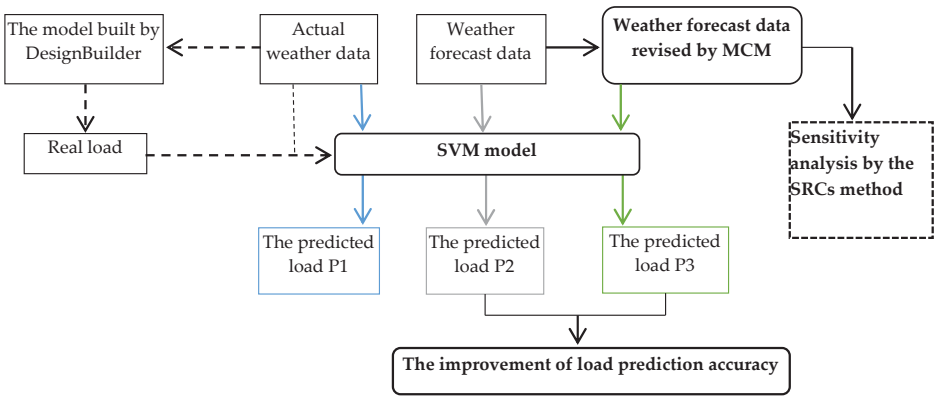 The model built by
DesignBuilder
Actual
weather data
Weather
forecast data
Weather forecast data
revised by MCM
Real load
SVM model
Sensitivity
analysis by the
SRCs method
The predicted
load P1
The predicted
load P2
The predicted
load P3
The improvement of load prediction accuracy